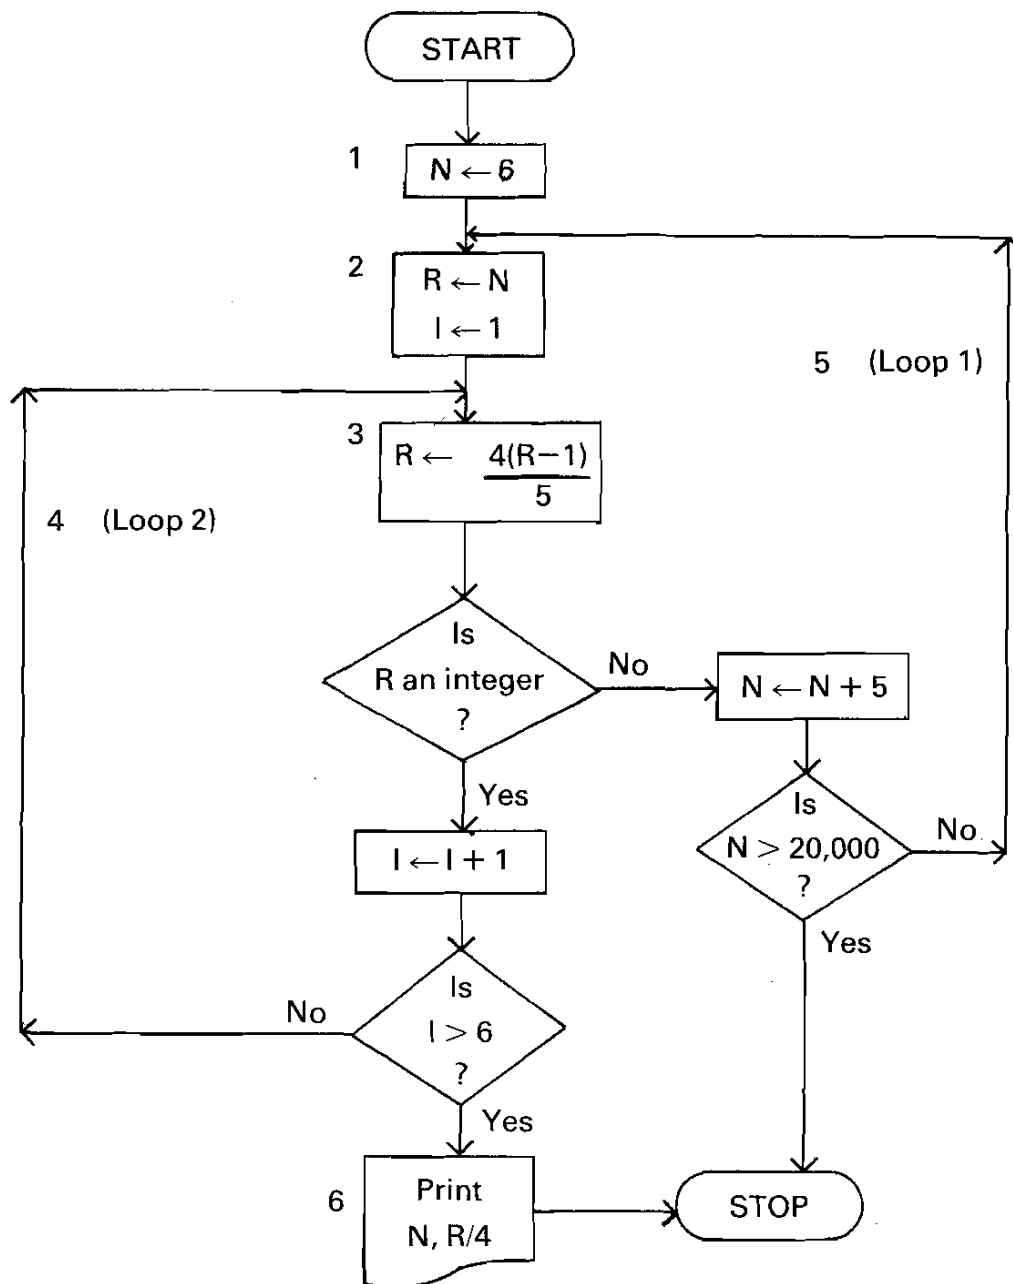 START
1
N ← 6
2
R ← N
I ← 1
5 (Loop 1)
3
R ← 4(R−1)
5
4 (Loop 2)
Is
R an integer
?
No
N ← N + 5
Yes
Is
N > 20,000
?
No
I ← I + 1
Yes
Is
I > 6
?
No
Yes
6
Print
N, R/4
STOP